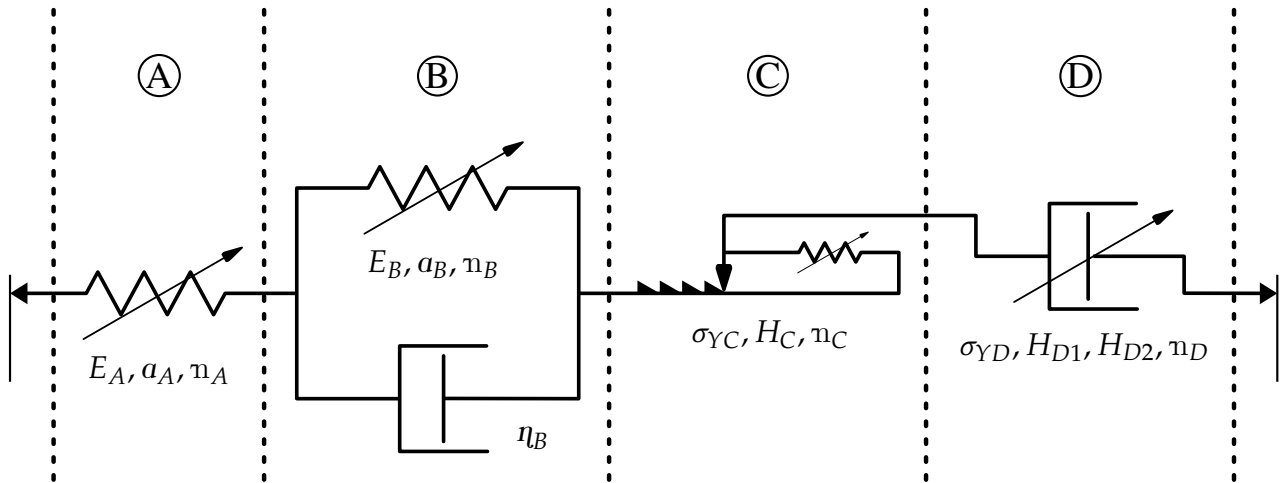 A B C D
E_B, a_B, n_B
σ_YC, H_C, n_C
σ_YD, H_D1, H_D2, n_D
E_A, a_A, n_A
η_B